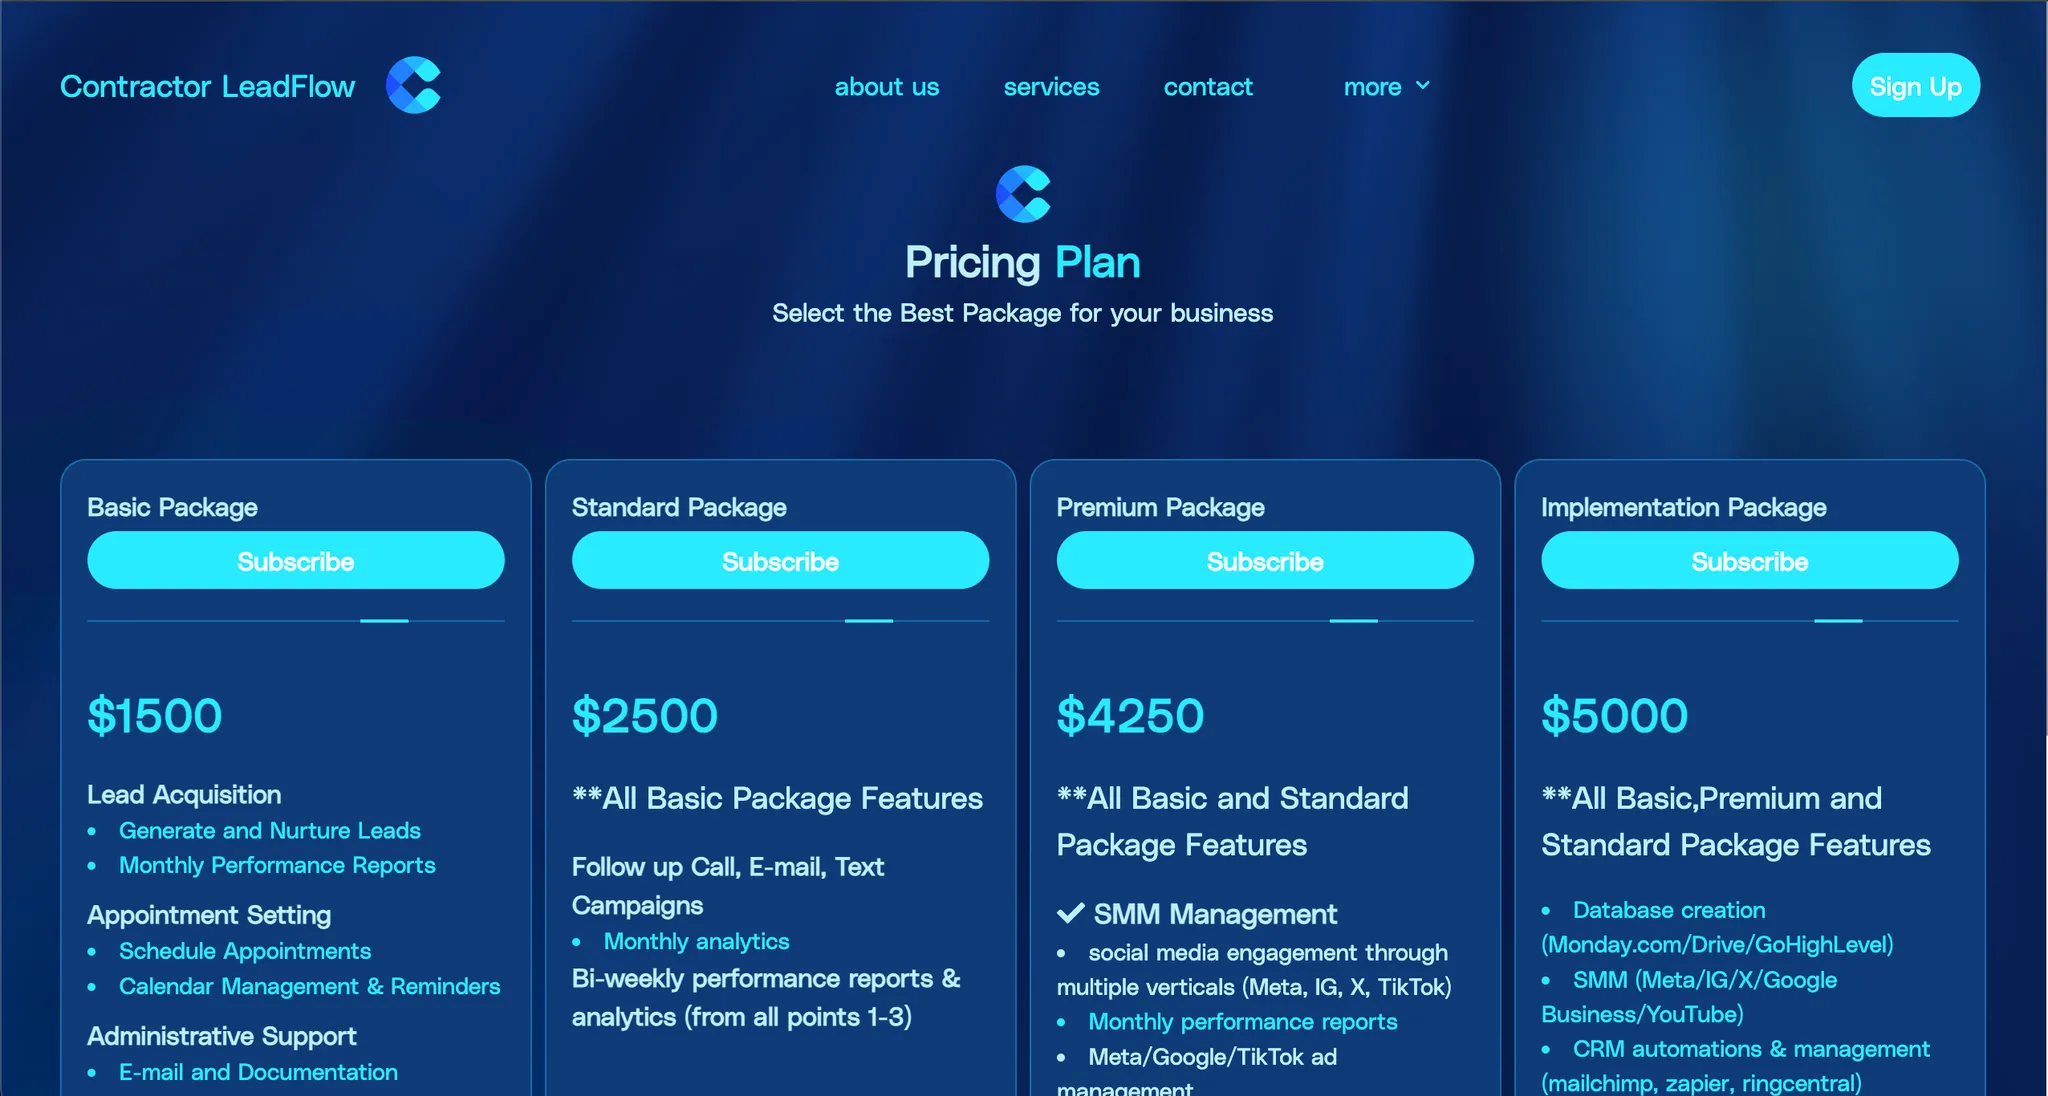 Contractor LeadFlow
about us
services
contact
more
Sign Up
Pricing Plan
Select the Best Package for your business
Basic Package
Subscribe
$1500
Lead Acquisition
• Generate and Nurture Leads
• Monthly Performance Reports
Appointment Setting
• Schedule Appointments
• Calendar Management & Reminders
Administrative Support
• E-mail and Documentation
Standard Package
Subscribe
$2500
**All Basic Package Features
Follow up Call, E-mail, Text
Campaigns
• Monthly analytics
Bi-weekly performance reports &
analytics (from all points 1-3)
Premium Package
Subscribe
$4250
**All Basic and Standard
Package Features
✔ SMM Management
• social media engagement through
multiple verticals (Meta, IG, X, TikTok)
• Monthly performance reports
• Meta/Google/TikTok ad
management
Implementation Package
Subscribe
$5000
**All Basic,Premium and
Standard Package Features
• Database creation
(Monday.com/Drive/GoHighLevel)
• SMM (Meta/IG/X/Google
Business/YouTube)
• CRM automations & management
(mailchimp, zapier, ringcentral)